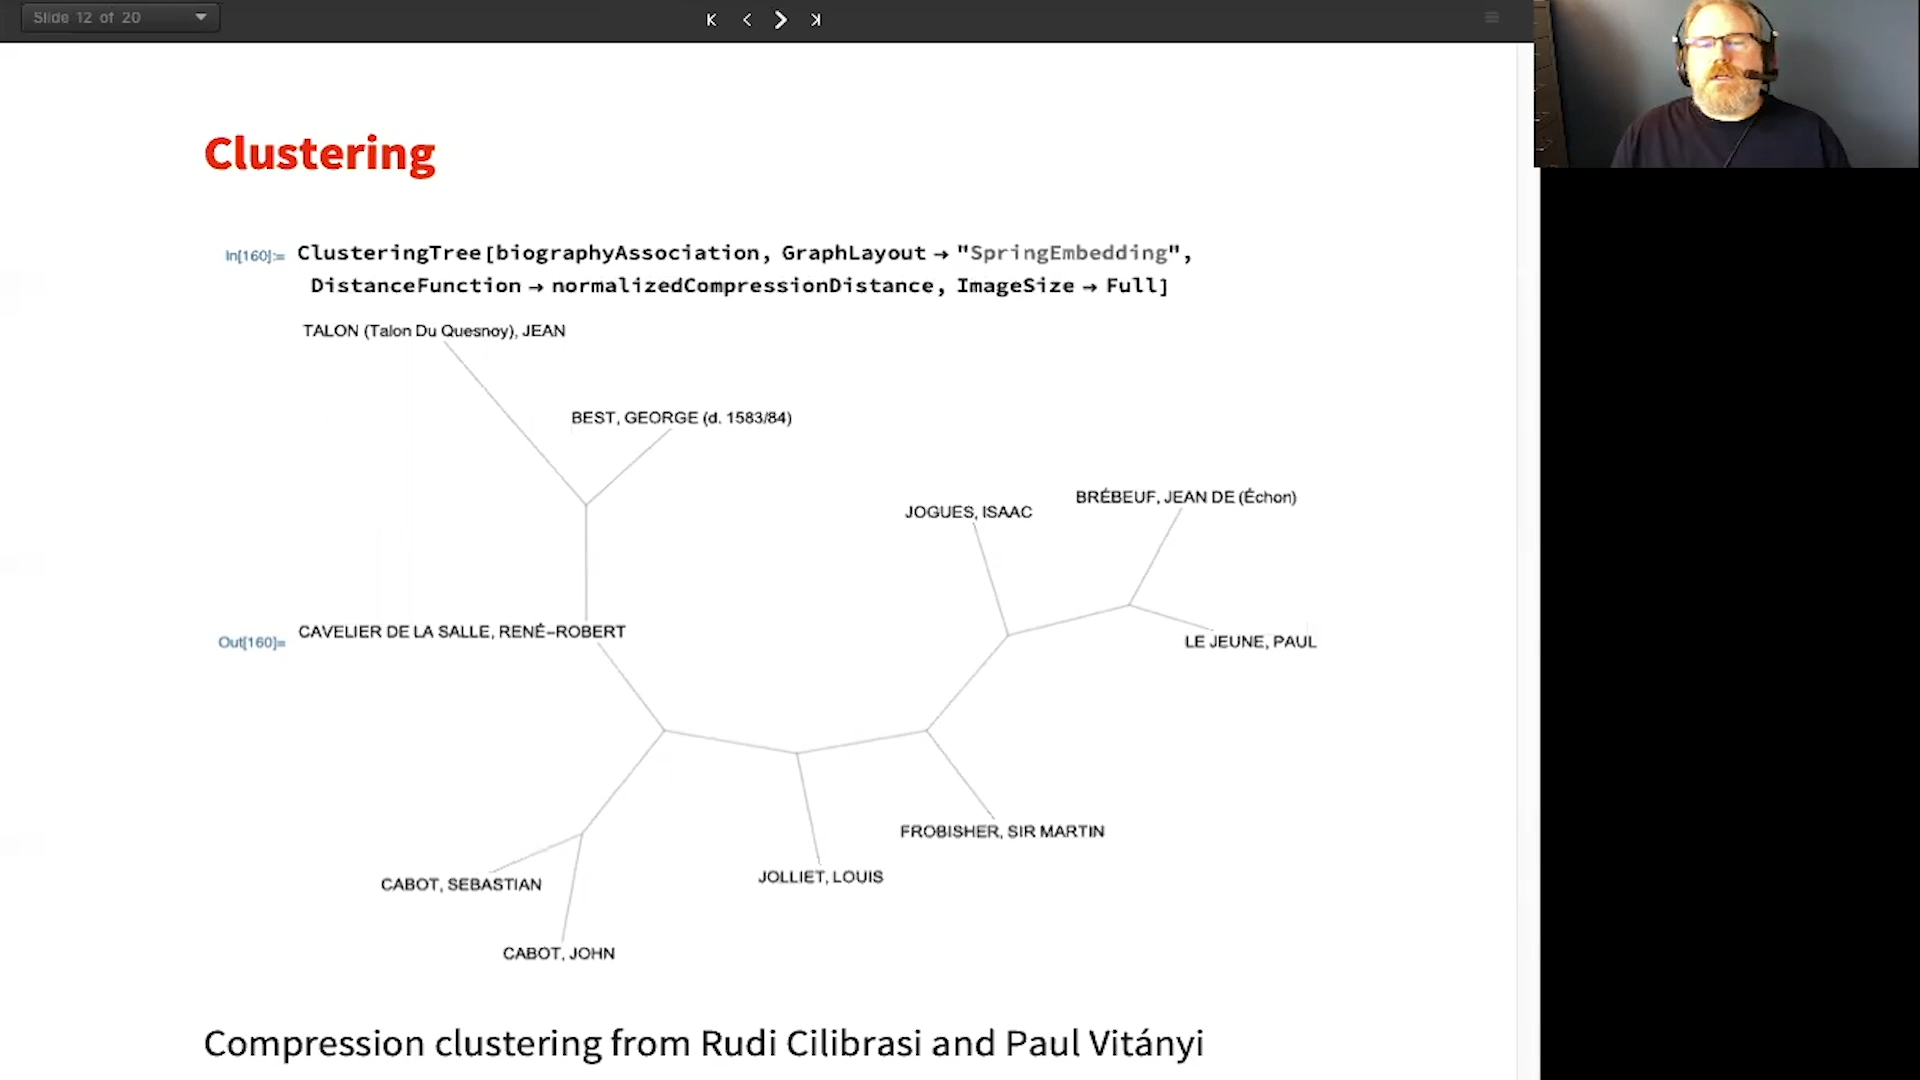 Slide 12 of 20
Clustering
In[160]:= ClusteringTree[biographyAssociation, GraphLayout → "SpringEmbedding",
DistanceFunction → normalizedCompressionDistance, ImageSize → Full]
TALON (Talon Du Quesnoy), JEAN
BEST, GEORGE (d. 1583/84)
BRÉBEUF, JEAN DE (Échon)
JOGUES, ISAAC
Out[160]=
CAVELIER DE LA SALLE, RENÉ–ROBERT
LE JEUNE, PAUL
FROBISHER, SIR MARTIN
JOLLIET, LOUIS
CABOT, SEBASTIAN
CABOT, JOHN
Compression clustering from Rudi Cilibrasi and Paul Vitányi